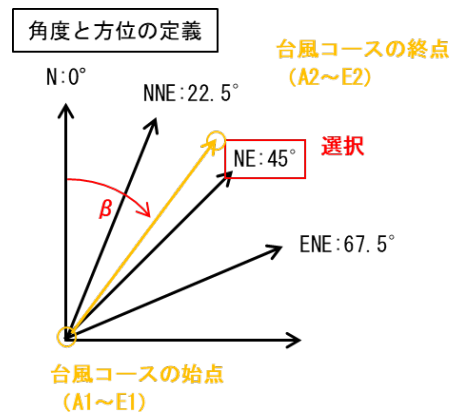 角度と方位の定義
台風コースの終点
(A2～E2)
N:0°
NNE:22.5°
選択
NE:45°
β
ENE:67.5°
台風コースの始点
(A1～E1)